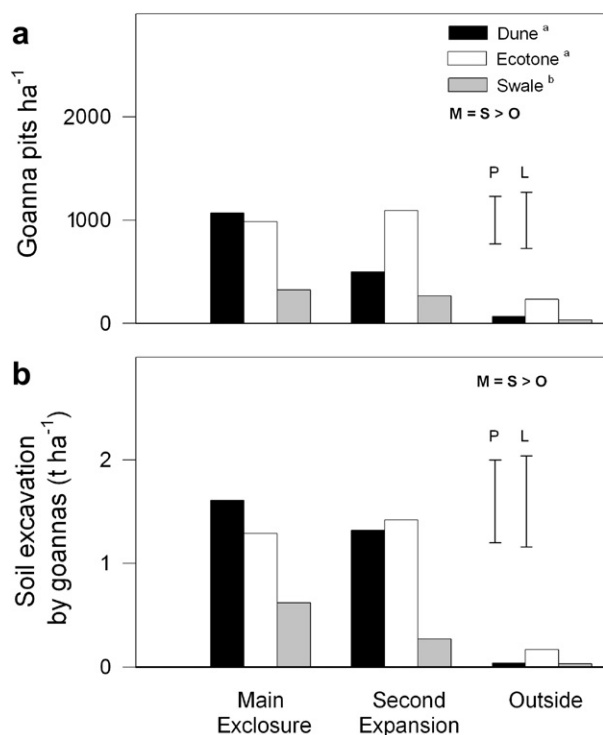 a
Goanna pits ha⁻¹
2000
1000
0
Dune ᵃ
Ecotone ᵃ
Swale ᵇ
M = S > O
P L
b
Soil excavation
by goannas (t ha⁻¹)
2
1
0
M = S > O
P L
Main
Exclosure
Second
Expansion
Outside